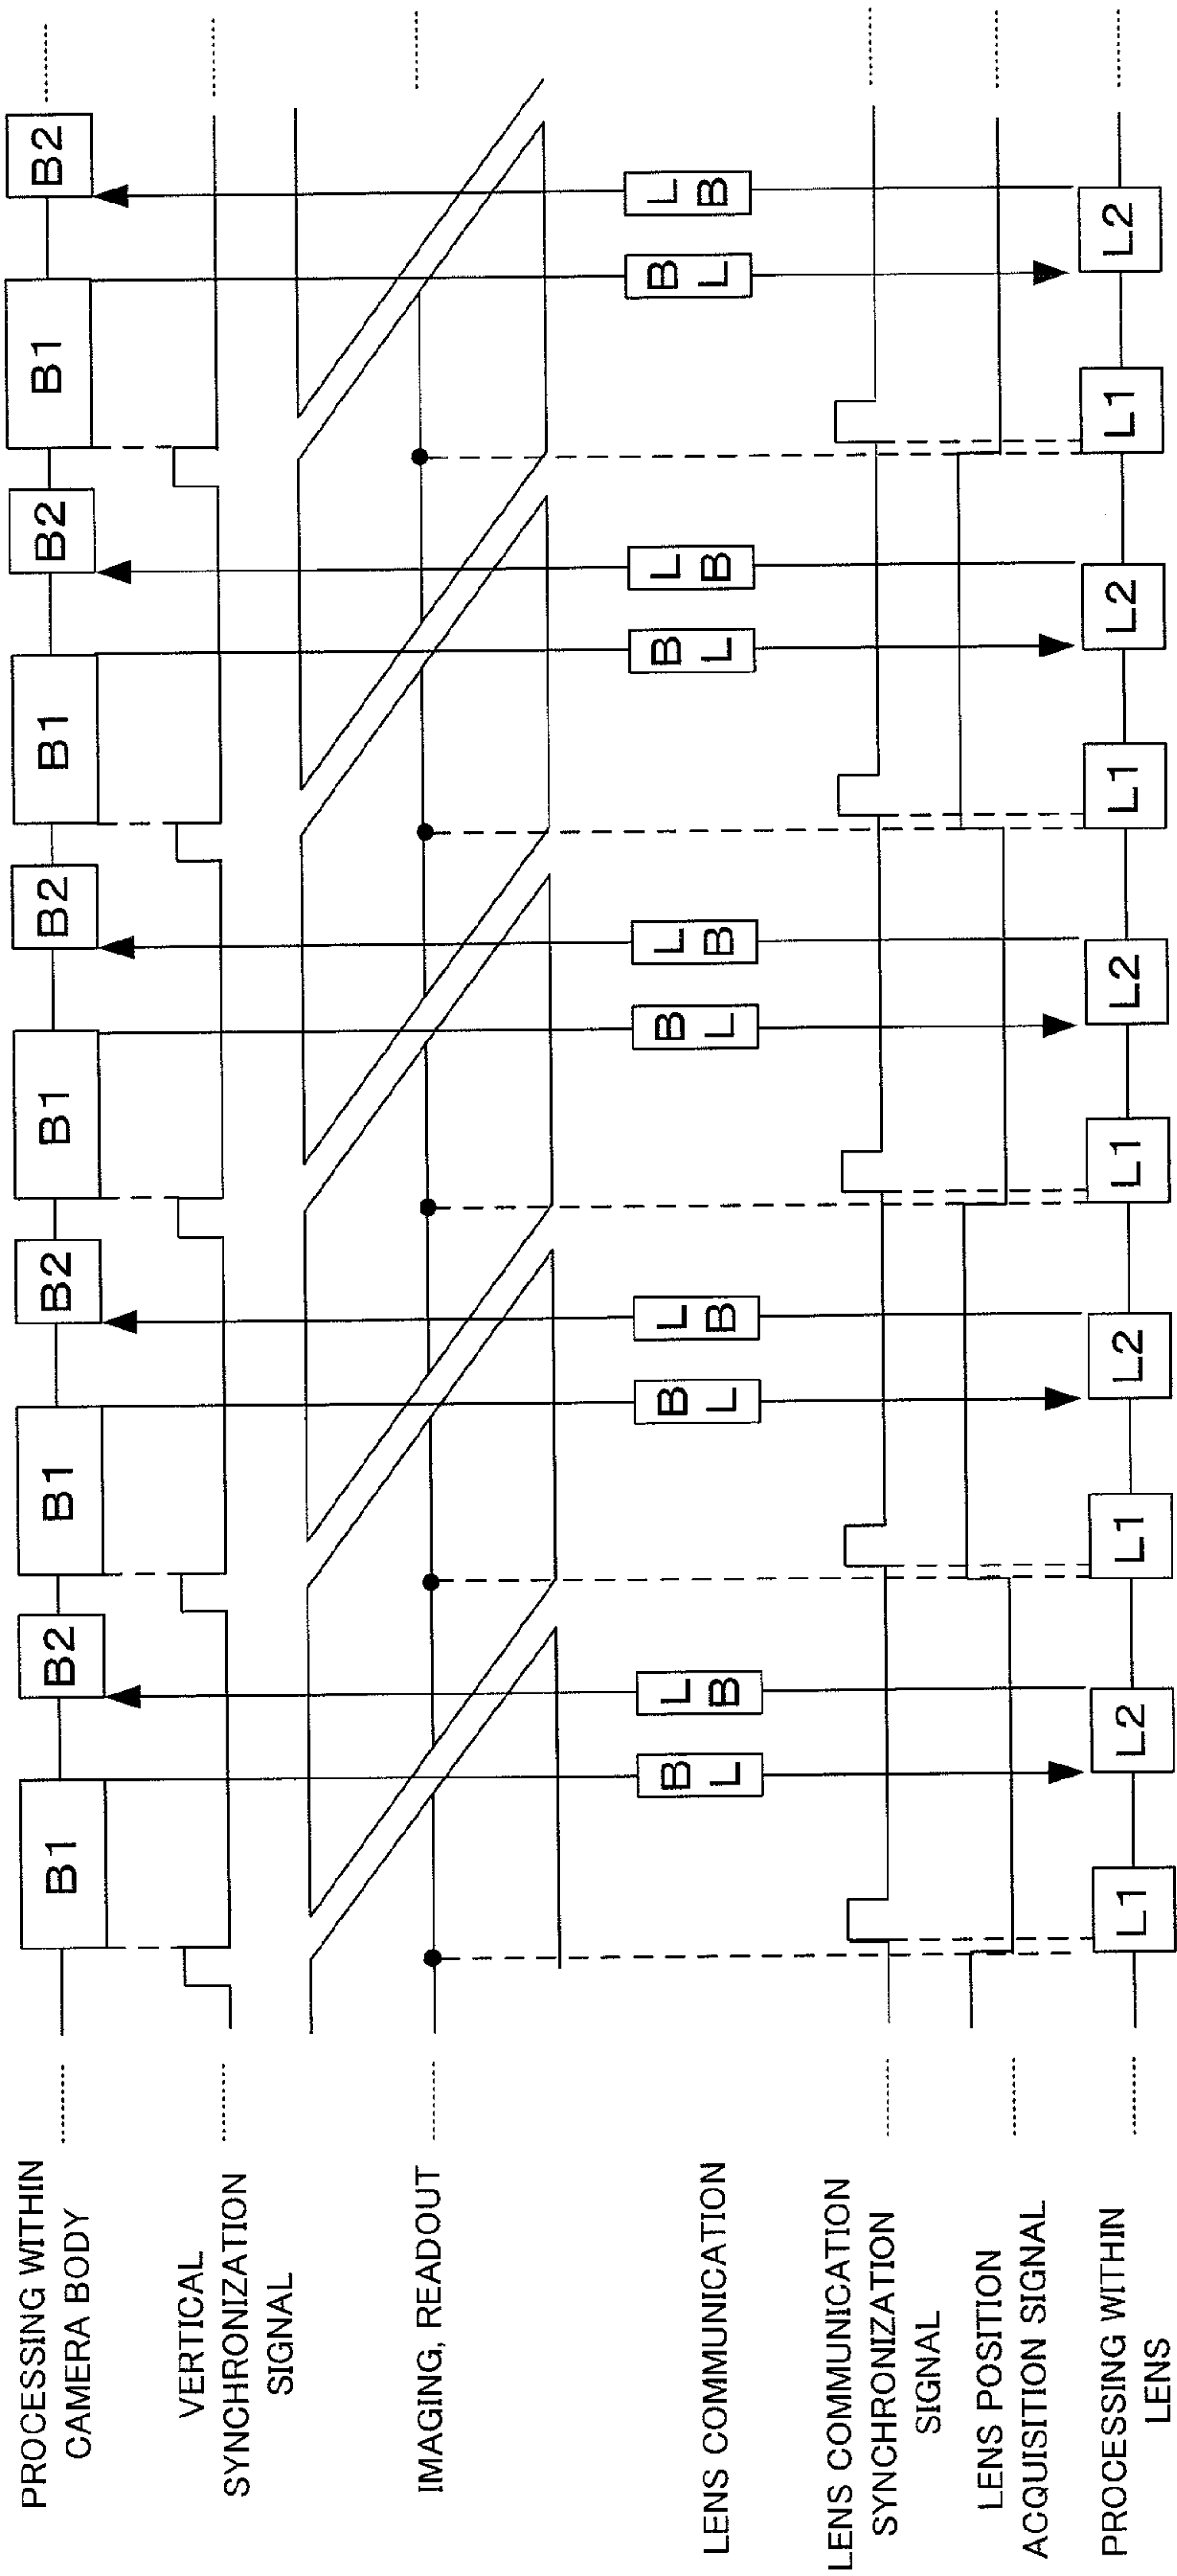 PROCESSING WITHIN
CAMERA BODY
B1 B2 B1 B2 B1 B2 B1 B2 B1 B2
VERTICAL
SYNCHRONIZATION
SIGNAL
IMAGING, READOUT
LENS COMMUNICATION
B
L
L
B
B
L
L
B
B
L
L
B
B
L
L
B
B
L
L
B
LENS COMMUNICATION
SYNCHRONIZATION
SIGNAL
LENS POSITION
ACQUISITION SIGNAL
PROCESSING WITHIN
LENS
L1 L2 L1 L2 L1 L2 L1 L2 L1 L2